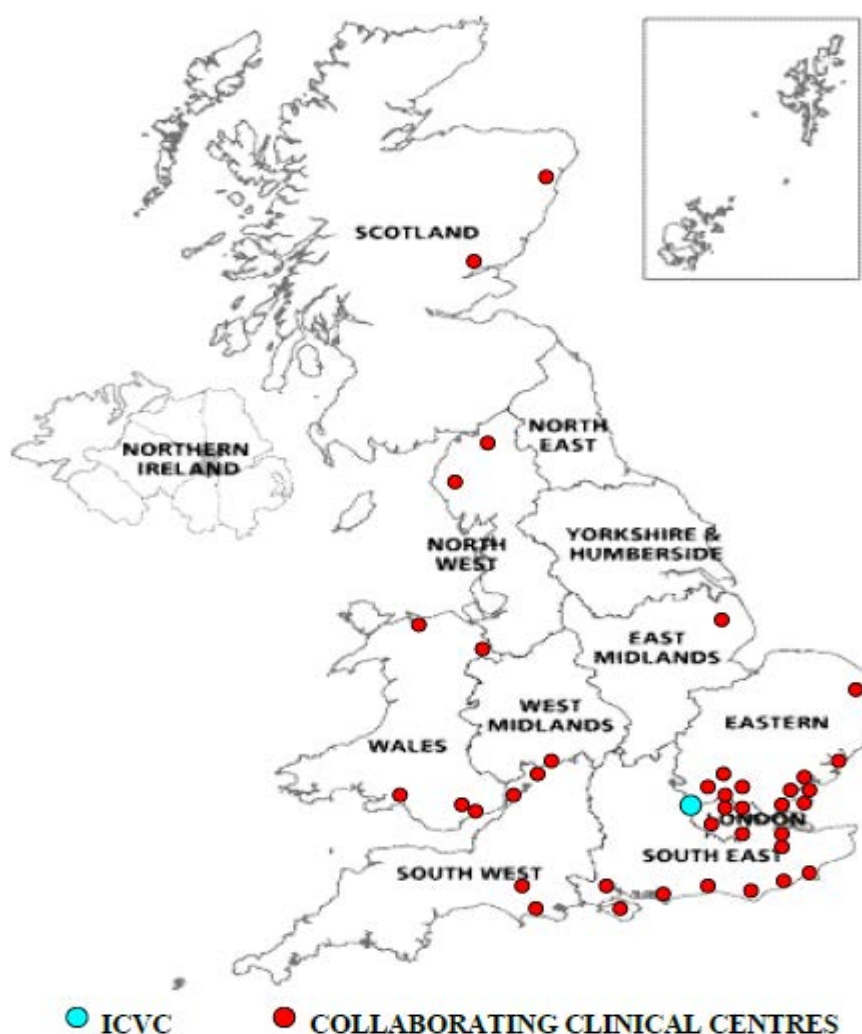 SCOTLAND
NORTHERN
IRELAND
NORTH
EAST
NORTH
WEST
YORKSHIRE &
HUMBERSIDE
EAST
MIDLANDS
WEST
MIDLANDS
EASTERN
WALES
LONDON
SOUTH EAST
SOUTH WEST
ICVC
COLLABORATING CLINICAL CENTRES